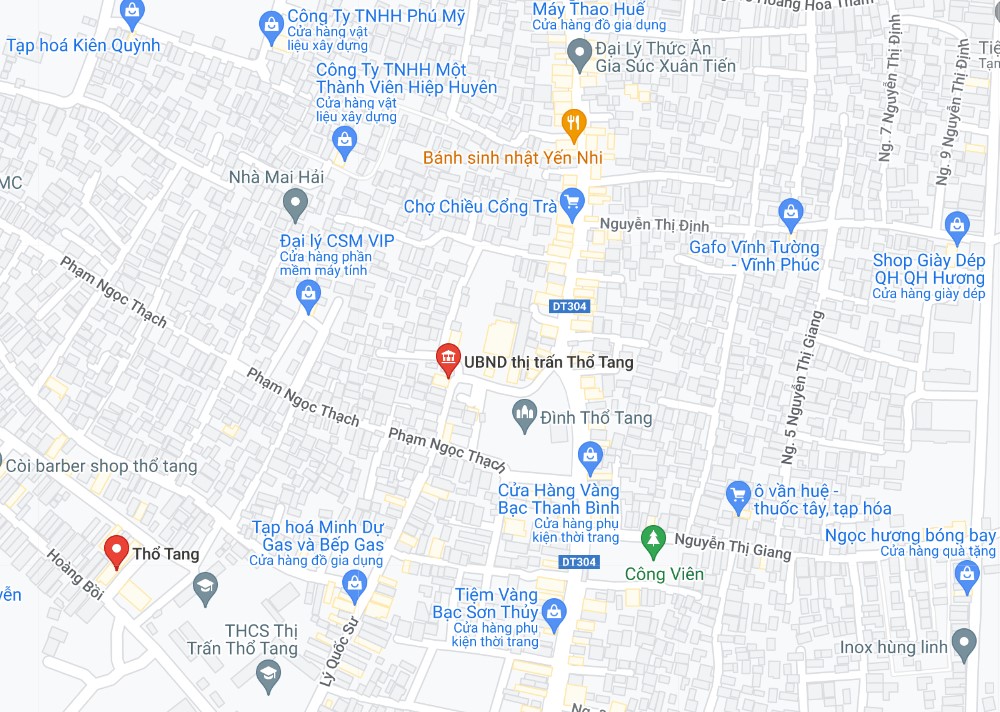 Công Ty TNHH Phú Mỹ
Cửa hàng vật
liệu xây dựng
Tạp hoá Kiên Quỳnh
Máy Thao Huế
Cửa hàng đồ gia dụng
Đại Lý Thức Ăn
Gia Súc Xuân Tiến
Công Ty TNHH Một
Thành Viên Hiệp Huyên
Cửa hàng vật
liệu xây dựng
Ng. 7 Nguyễn Thị Định
Ng. 9 Nguyễn Thị Định
Bánh sinh nhật Yến Nhi
Nhà Mai Hải
MC
Chợ Chiều Cổng Trà
Nguyễn Thị Định
Đại lý CSM VIP
Cửa hàng phần
mềm máy tính
Gafo Vĩnh Tường
- Vĩnh Phúc
Shop Giày Dép
QH QH Hương
Cửa hàng giày dép
Phạm Ngọc Thạch
DT304
Ng. 5 Nguyễn Thị Giang
UBND thị trấn Thổ Tang
Phạm Ngọc Thạch
Đình Thổ Tang
Phạm Ngọc Thạch
Còi barber shop thổ tang
Cửa Hàng Vàng
Bạc Thanh Bình
Cửa hàng phụ
kiện thời trang
ô vần huệ -
thuốc tây, tạp hóa
Tạp hoá Minh Dự
Gas và Bếp Gas
Cửa hàng đồ gia dụng
Thổ Tang
Hoàng Bồi
DT304
Nguyễn Thị Giang
Công Viên
Ngọc hương bóng bay
Cửa hàng quà tặng
Tiệm Vàng
Bạc Sơn Thủy
Cửa hàng phụ
kiện thời trang
THCS Thị
Trấn Thổ Tang
Lý Quốc Sư
Inox hùng linh